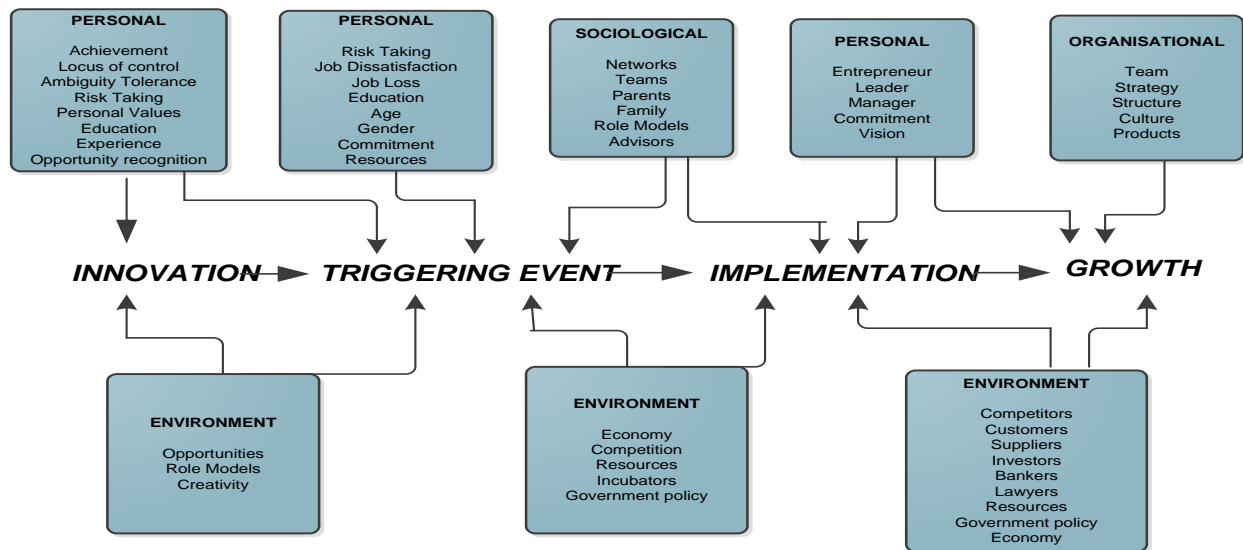 PERSONAL
Achievement
Locus of control
Ambiguity Tolerance
Risk Taking
Personal Values
Education
Experience
Opportunity recognition
PERSONAL
Risk Taking
Job Dissatisfaction
Job Loss
Education
Age
Gender
Commitment
Resources
SOCIOLOGICAL
Networks
Teams
Parents
Family
Role Models
Advisors
PERSONAL
Entrepreneur
Leader
Manager
Commitment
Vision
ORGANISATIONAL
Team
Strategy
Structure
Culture
Products
INNOVATION
TRIGGERING EVENT
IMPLEMENTATION
GROWTH
ENVIRONMENT
Opportunities
Role Models
Creativity
ENVIRONMENT
Economy
Competition
Resources
Incubators
Government policy
ENVIRONMENT
Competitors
Customers
Suppliers
Investors
Bankers
Lawyers
Resources
Government policy
Economy